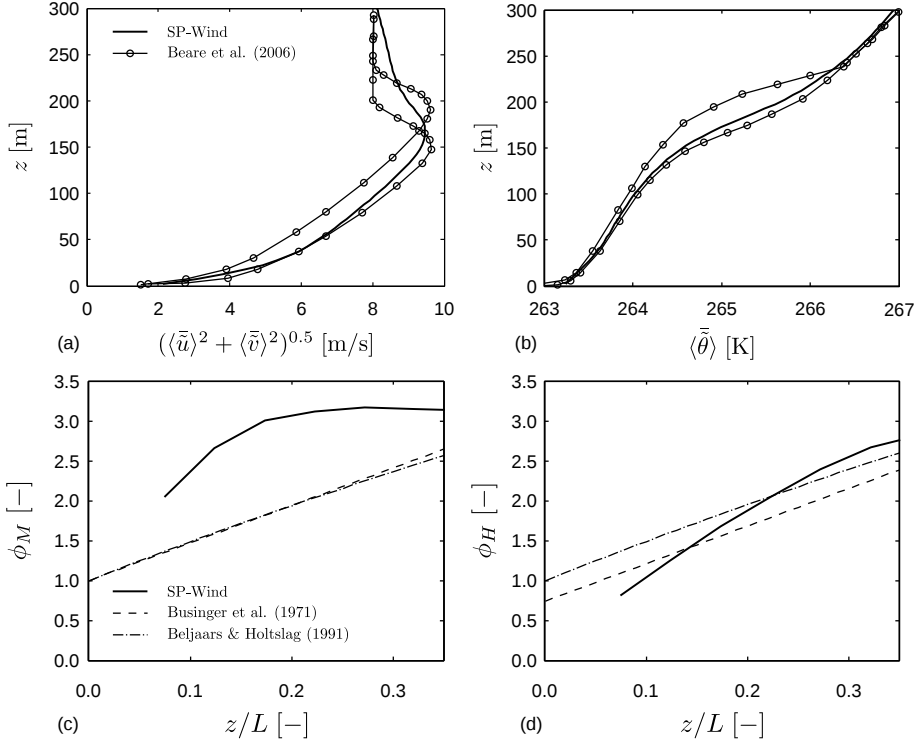 300
250
200
150
100
50
0
z [m]
SP-Wind
Beare et al. (2006)
0 2 4 6 8 10
(a) (⟨ũ̄⟩² + ⟨ṽ̄⟩²)^0.5 [m/s]
300
250
200
150
100
50
0
z [m]
263 264 265 266 267
(b) ⟨θ̃̄⟩ [K]
3.5
3.0
2.5
2.0
1.5
1.0
0.5
0.0
ϕ_M [−]
SP-Wind
Businger et al. (1971)
Beljaars & Holtslag (1991)
0.0 0.1 0.2 0.3
(c) z/L [−]
3.5
3.0
2.5
2.0
1.5
1.0
0.5
0.0
ϕ_H [−]
0.0 0.1 0.2 0.3
(d) z/L [−]